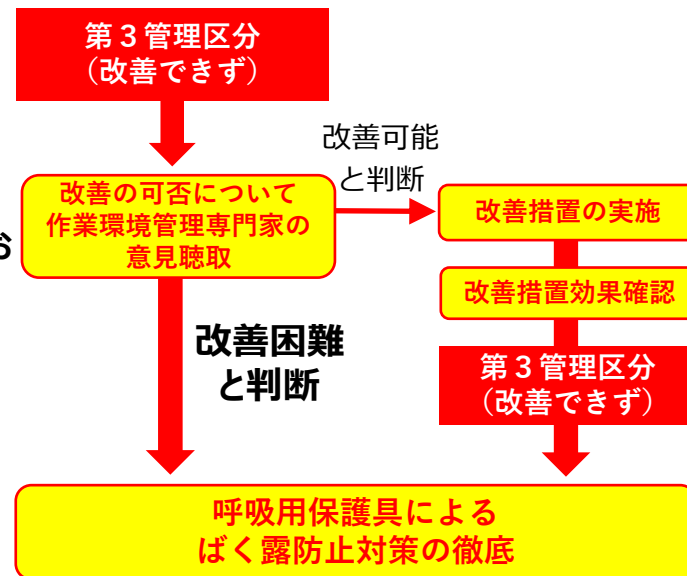 第３管理区分
（改善できず）
改善可能
と判断
改善の可否について
作業環境管理専門家の
意見聴取
お
改善措置の実施
改善措置効果確認
改善困難
と判断
第３管理区分
（改善できず）
呼吸用保護具による
ばく露防止対策の徹底